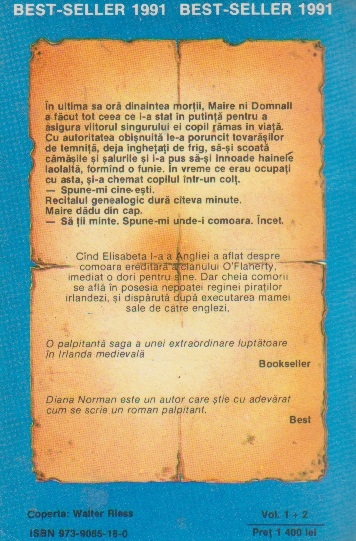 BEST-SELLER 1991 BEST-SELLER 1991
În ultima sa oră dinaintea morții, Maire ni Domnall
a făcut tot ceea ce i-a stat în putință pentru a
asigura viitorul singurului ei copil rămas în viață.
Cu autoritatea obișnuită le-a poruncit tovarășilor
de temniță, deja înghețați de frig, să-și scoată
cămășile și șalurile și i-a pus să-și înnoade hainele
laolaltă, formînd o funie. În vreme ce erau ocupați
cu asta, și-a chemat copilul într-un colț.
— Spune-mi cine ești.
Recitalul genealogic dură cîteva minute.
Maire dădu din cap.
— Să ții minte. Spune-mi unde-i comoara. Încet.
Cînd Elisabeta I-a a Angliei a aflat despre
comoara ereditară a clanului O'Flaherty,
imediat o dori pentru sine. Dar cheia comorii
se află în posesia nepoatei reginei piraților
irlandezi, și dispărută după executarea mamei
sale de către englezi,
O palpitantă saga a unei extraordinare luptătoare
în Irlanda medievală
Bookseller
Diana Norman este un autor care știe cu adevărat
cum se scrie un roman palpitant.
Best
Coperta: Walter Riess
Vol. 1 + 2
ISBN 973-9065-18-0
Preț 1 400 lei